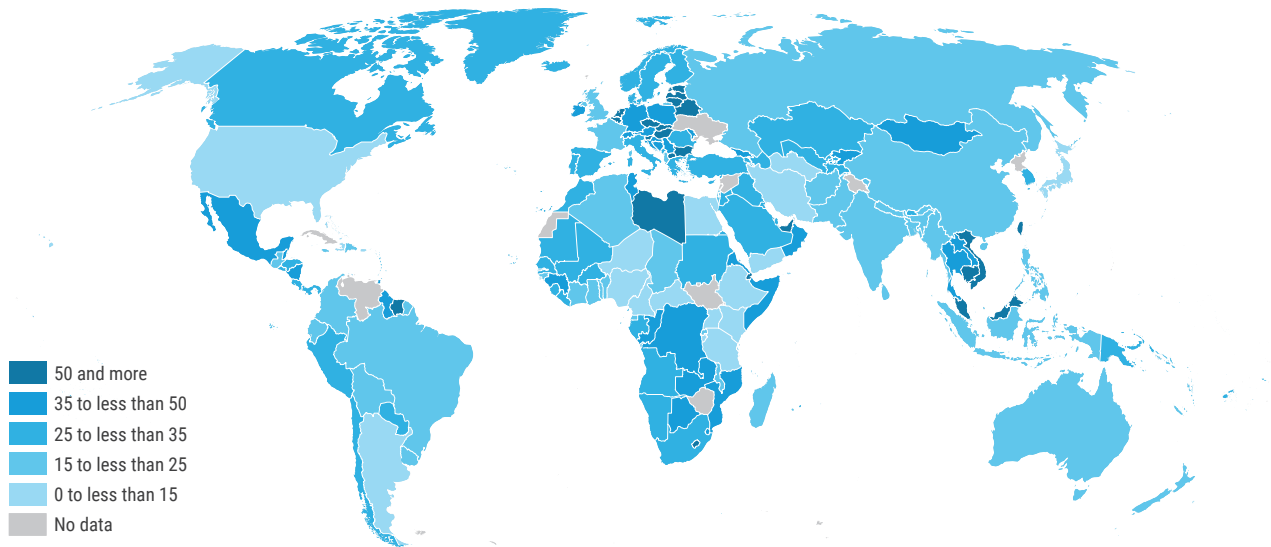 50 and more
35 to less than 50
25 to less than 35
15 to less than 25
0 to less than 15
No data